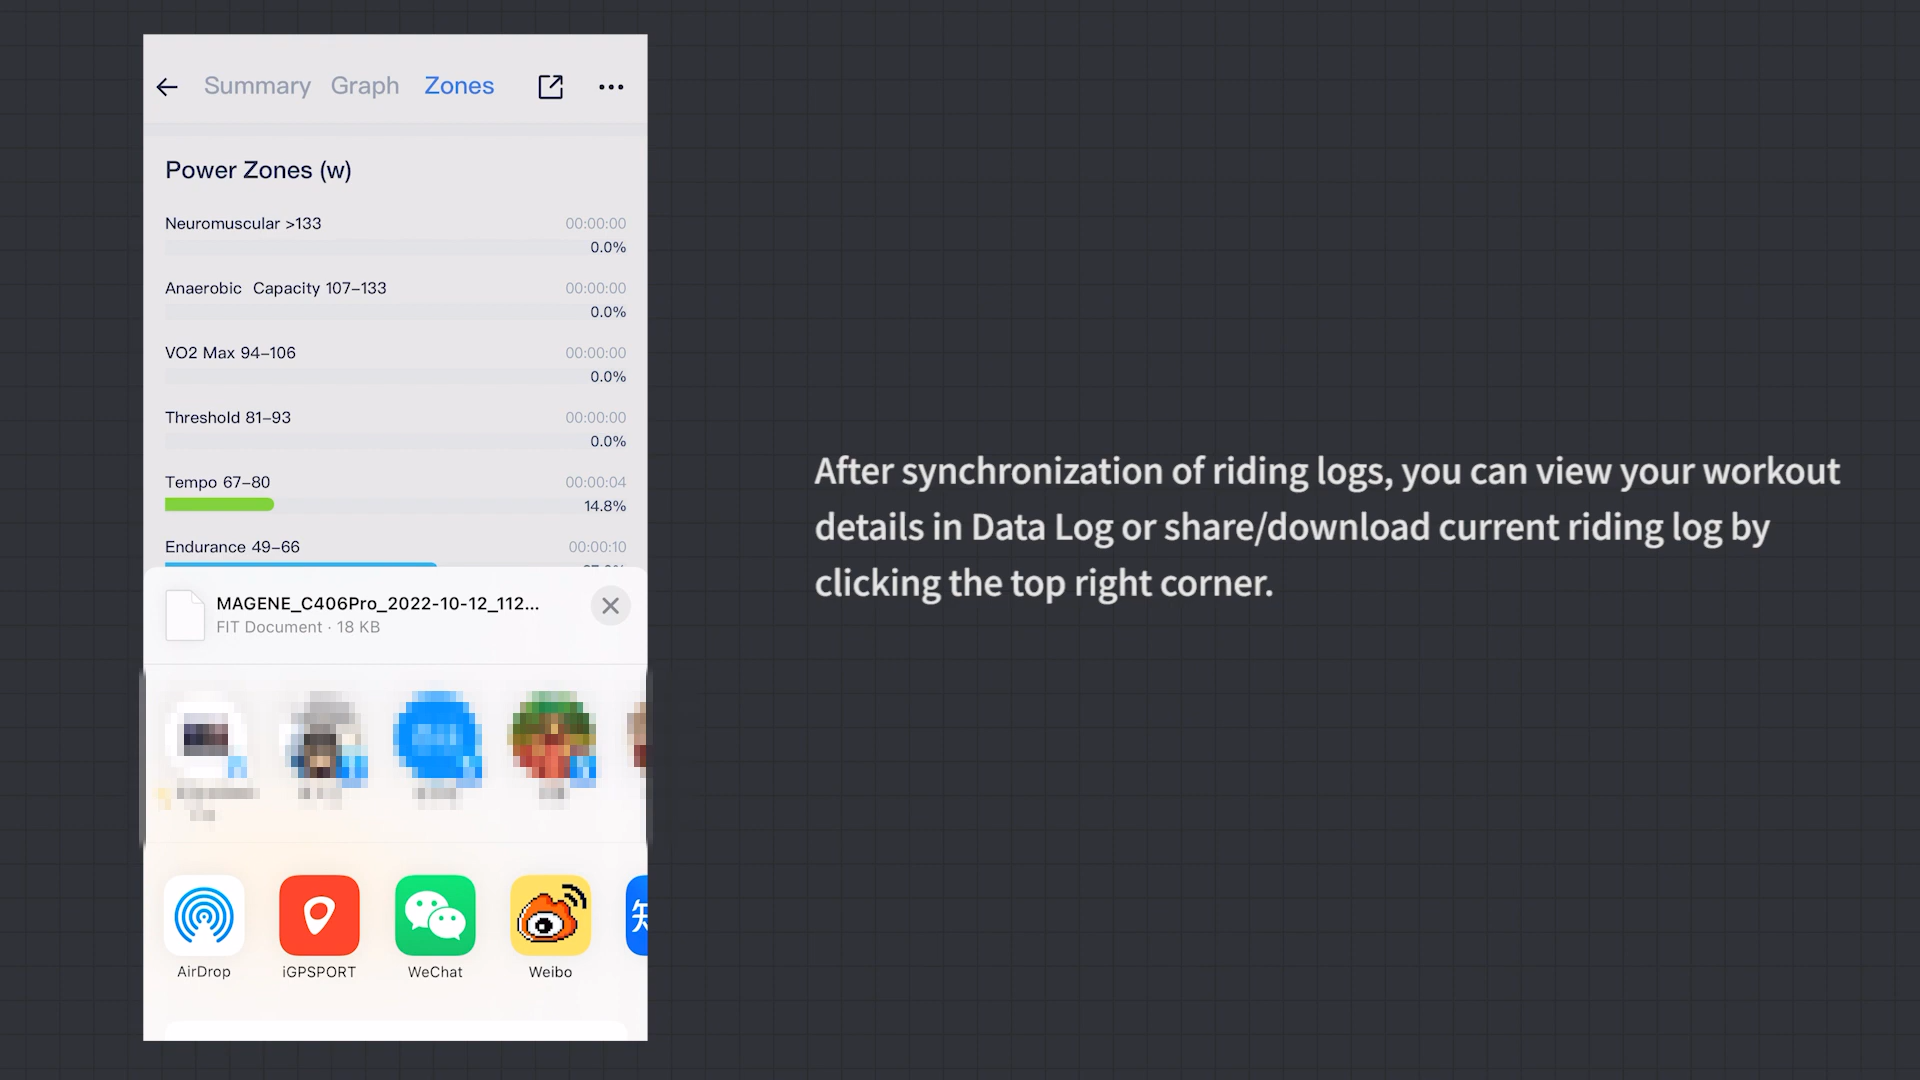 Summary Graph Zones
Power Zones (w)
Neuromuscular >133 00:00:00
0.0%
Anaerobic Capacity 107–133 00:00:00
0.0%
VO2 Max 94–106 00:00:00
0.0%
Threshold 81–93 00:00:00
0.0%
Tempo 67–80 00:00:04
14.8%
Endurance 49–66 00:00:10
MAGENE_C406Pro_2022-10-12_112...
FIT Document · 18 KB
知
AirDrop iGPSPORT WeChat Weibo
After synchronization of riding logs, you can view your workout
details in Data Log or share/download current riding log by
clicking the top right corner.